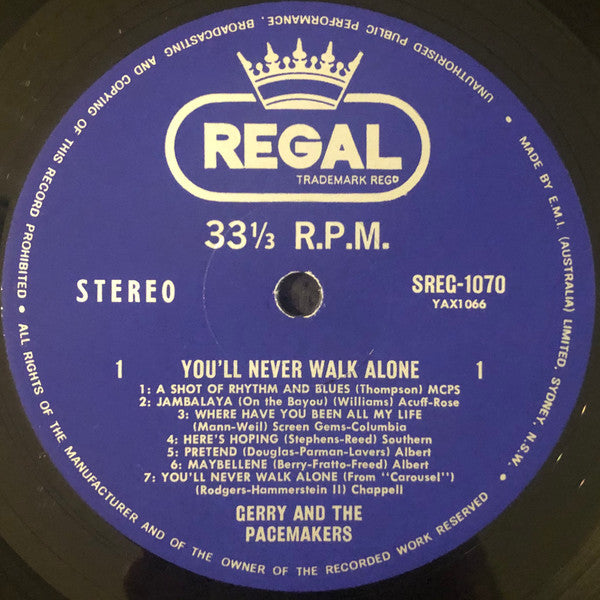 REGAL
TRADEMARK REGD
33⅓ R.P.M.
STEREO
SREG-1070
YAX1066
1 YOU'LL NEVER WALK ALONE 1
1: A SHOT OF RHYTHM AND BLUES (Thompson) MCPS
2: JAMBALAYA (On the Bayou) (Williams) Acuff-Rose
3: WHERE HAVE YOU BEEN ALL MY LIFE
(Mann-Weil) Screen Gems-Columbia
4: HERE'S HOPING (Stephens-Reed) Southern
5: PRETEND (Douglas-Parman-Lavers) Albert
6: MAYBELLENE (Berry-Fratto-Freed) Albert
7: YOU'LL NEVER WALK ALONE (From "Carousel")
(Rodgers-Hammerstein II) Chappell
GERRY AND THE
PACEMAKERS
• MADE BY E.M.I. (AUSTRALIA) LIMITED, SYDNEY, N.S.W. •
ALL RIGHTS OF THE MANUFACTURER AND OF THE OWNER OF THE RECORDED WORK RESERVED
• UNAUTHORISED PUBLIC PERFORMANCE, BROADCASTING AND COPYING OF THIS RECORD PROHIBITED •